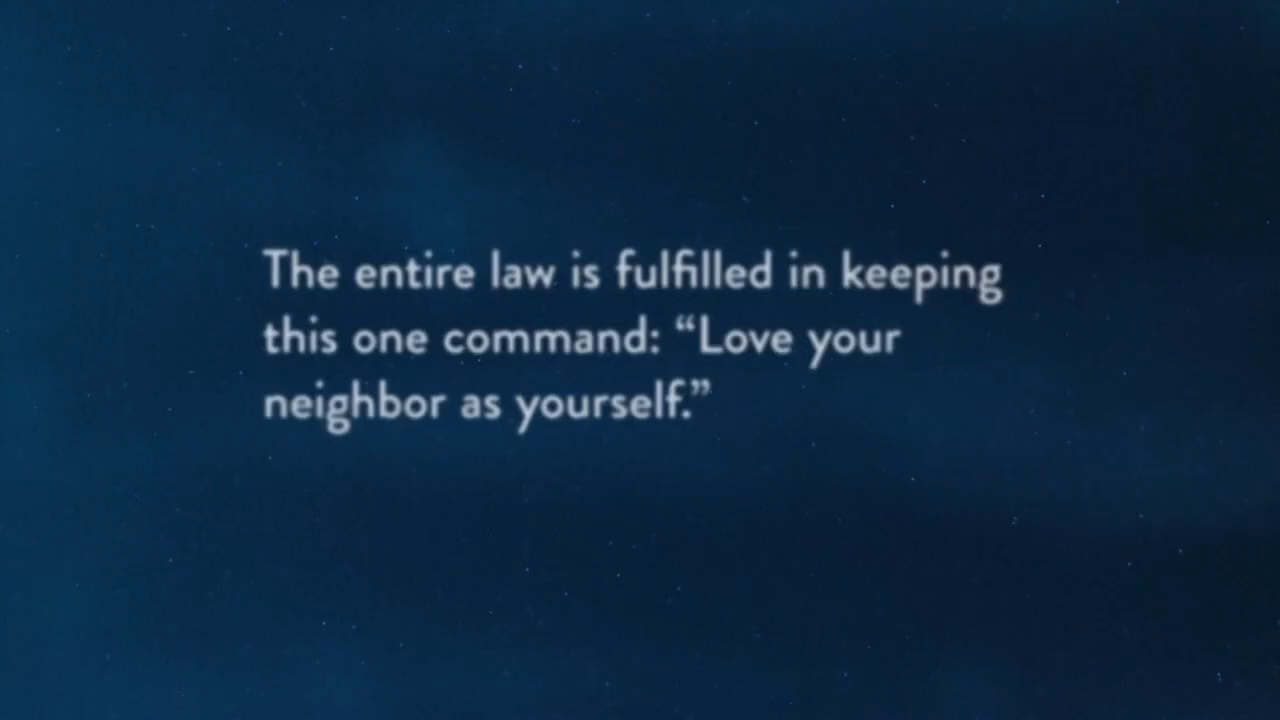 The entire law is fulfilled in keeping
this one command: “Love your
neighbor as yourself.”